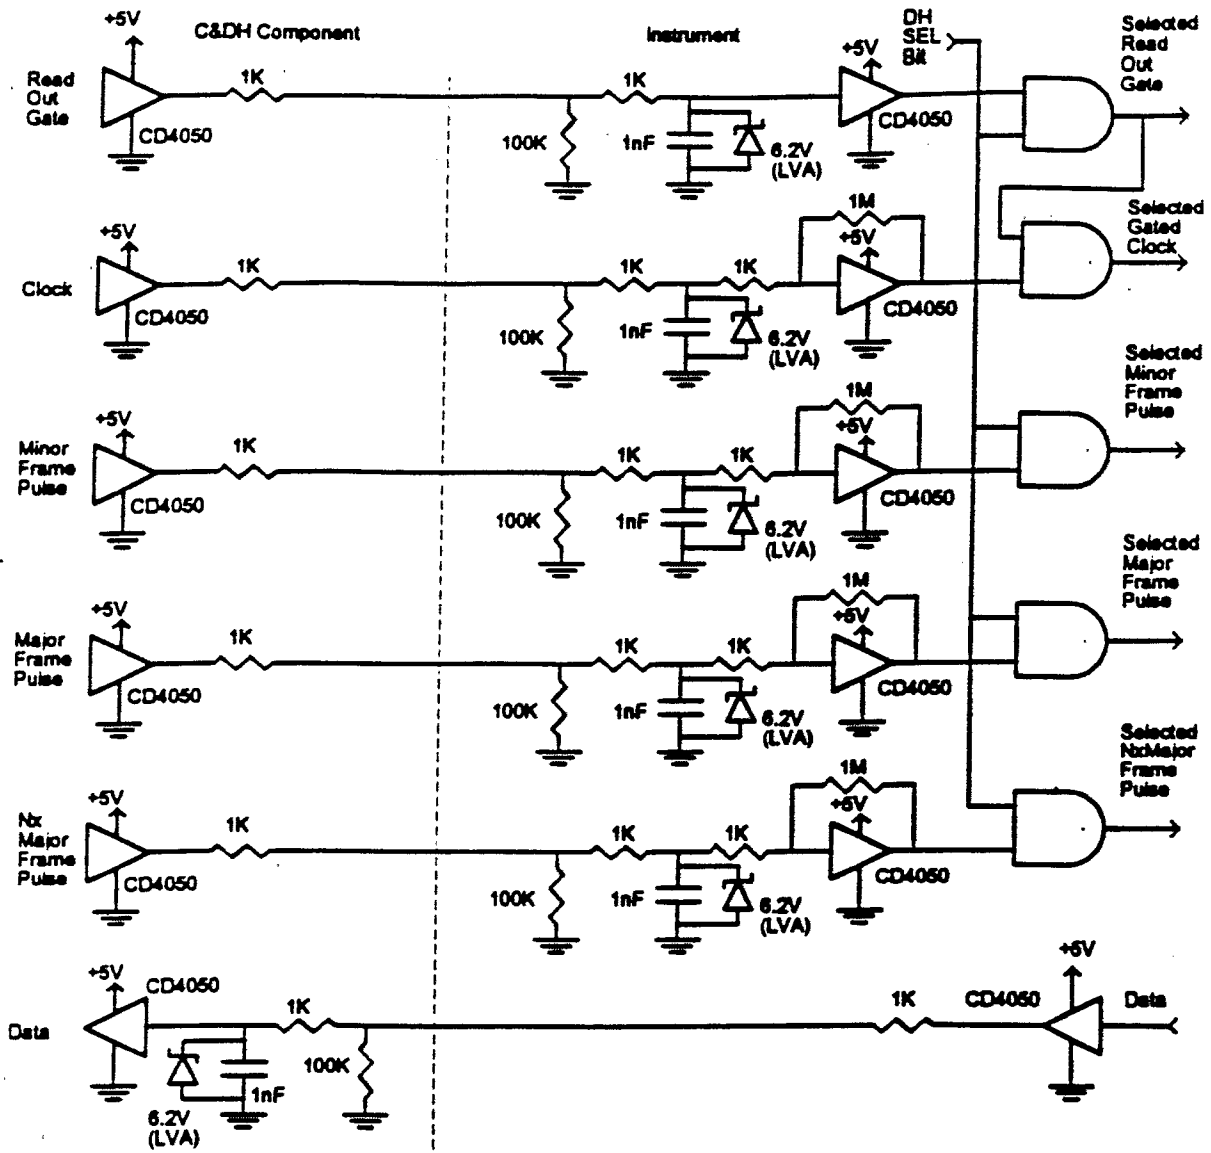 +5V
C&DH Component
Instrument
DH
SEL
Bit
Selected
Read
Out
Gate
Read
Out
Gate
1K
1K
+5V
CD4050
CD4050
100K
1nF
6.2V
(LVA)
1M
Selected
Gated
Clock
+5V
+5V
Clock
1K
1K
1K
CD4050
CD4050
100K
1nF
6.2V
(LVA)
Selected
Minor
Frame
Pulse
1M
+5V
+5V
Minor
Frame
Pulse
1K
1K
1K
CD4050
CD4050
100K
1nF
6.2V
(LVA)
Selected
Major
Frame
Pulse
1M
+5V
+5V
Major
Frame
Pulse
1K
1K
1K
CD4050
CD4050
100K
1nF
6.2V
(LVA)
Selected
NxMajor
Frame
Pulse
1M
+5V
+5V
Nx
Major
Frame
Pulse
1K
1K
1K
CD4050
CD4050
100K
1nF
6.2V
(LVA)
+5V
CD4050
+5V
1K
1K
CD4050
Data
Data
100K
1nF
6.2V
(LVA)